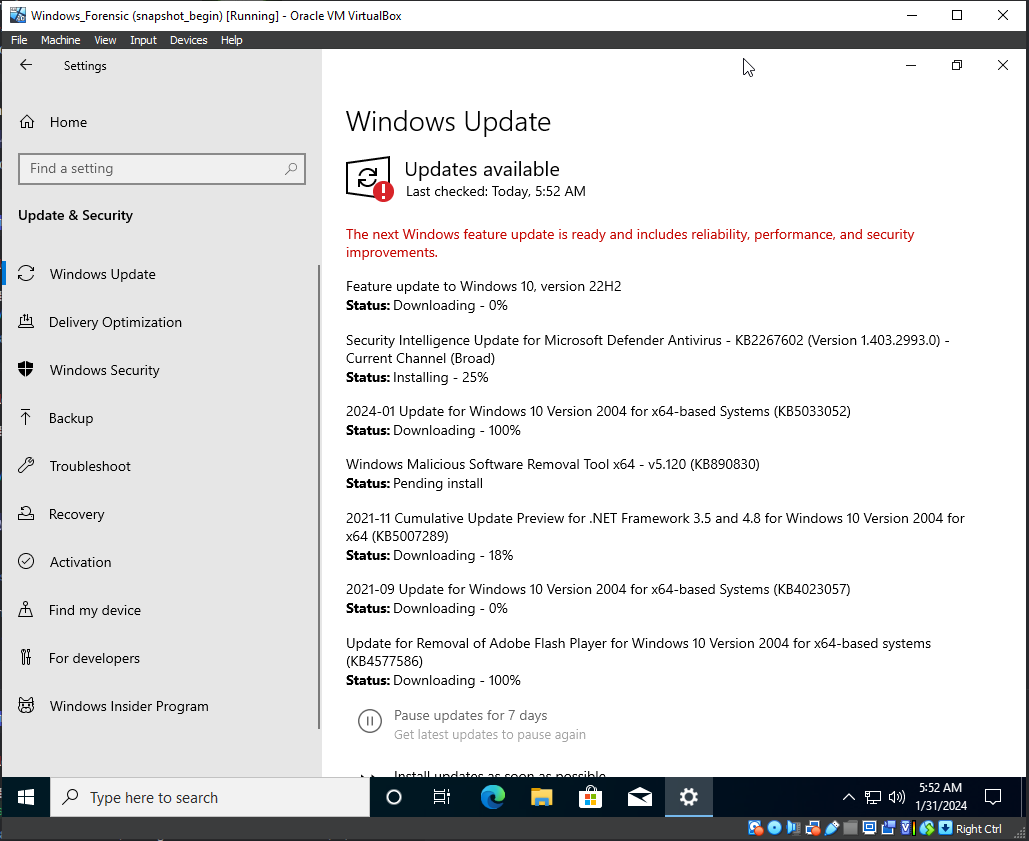 Windows_Forensic (snapshot_begin) [Running] - Oracle VM VirtualBox
File Machine View Input Devices Help
Settings
Home
Find a setting
Update & Security
Windows Update
Delivery Optimization
Windows Security
Backup
Troubleshoot
Recovery
Activation
Find my device
For developers
Windows Insider Program
Windows Update
Updates available
Last checked: Today, 5:52 AM
The next Windows feature update is ready and includes reliability, performance, and security
improvements.
Feature update to Windows 10, version 22H2
Status: Downloading - 0%
Security Intelligence Update for Microsoft Defender Antivirus - KB2267602 (Version 1.403.2993.0) -
Current Channel (Broad)
Status: Installing - 25%
2024-01 Update for Windows 10 Version 2004 for x64-based Systems (KB5033052)
Status: Downloading - 100%
Windows Malicious Software Removal Tool x64 - v5.120 (KB890830)
Status: Pending install
2021-11 Cumulative Update Preview for .NET Framework 3.5 and 4.8 for Windows 10 Version 2004 for
x64 (KB5007289)
Status: Downloading - 18%
2021-09 Update for Windows 10 Version 2004 for x64-based Systems (KB4023057)
Status: Downloading - 0%
Update for Removal of Adobe Flash Player for Windows 10 Version 2004 for x64-based systems
(KB4577586)
Status: Downloading - 100%
Pause updates for 7 days
Get latest updates to pause again
Install updates as soon as possible
Type here to search
5:52 AM
1/31/2024
Right Ctrl